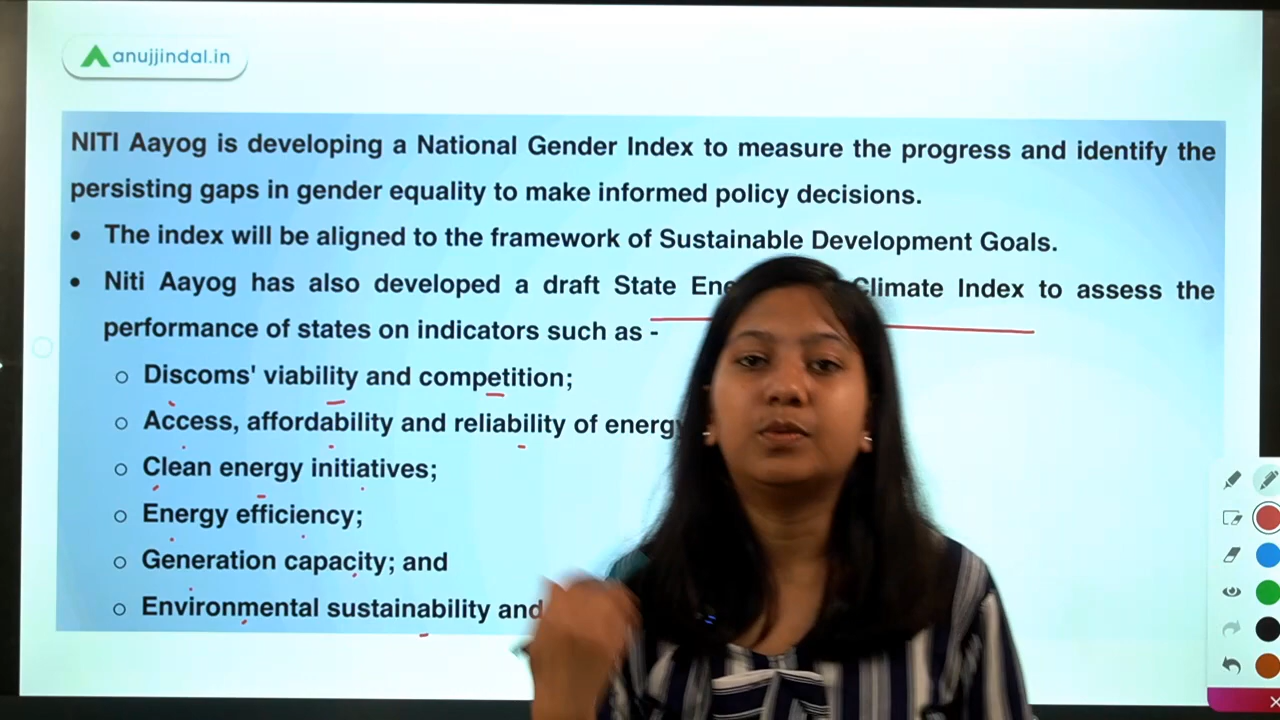 anujjindal.in
NITI Aayog is developing a National Gender Index to measure the progress and identify the
persisting gaps in gender equality to make informed policy decisions.
• The index will be aligned to the framework of Sustainable Development Goals.
• Niti Aayog has also developed a draft State Ene Climate Index to assess the
performance of states on indicators such as -
○ Discoms' viability and competition;
○ Access, affordability and reliability of energy
○ Clean energy initiatives;
○ Energy efficiency;
○ Generation capacity; and
○ Environmental sustainability and